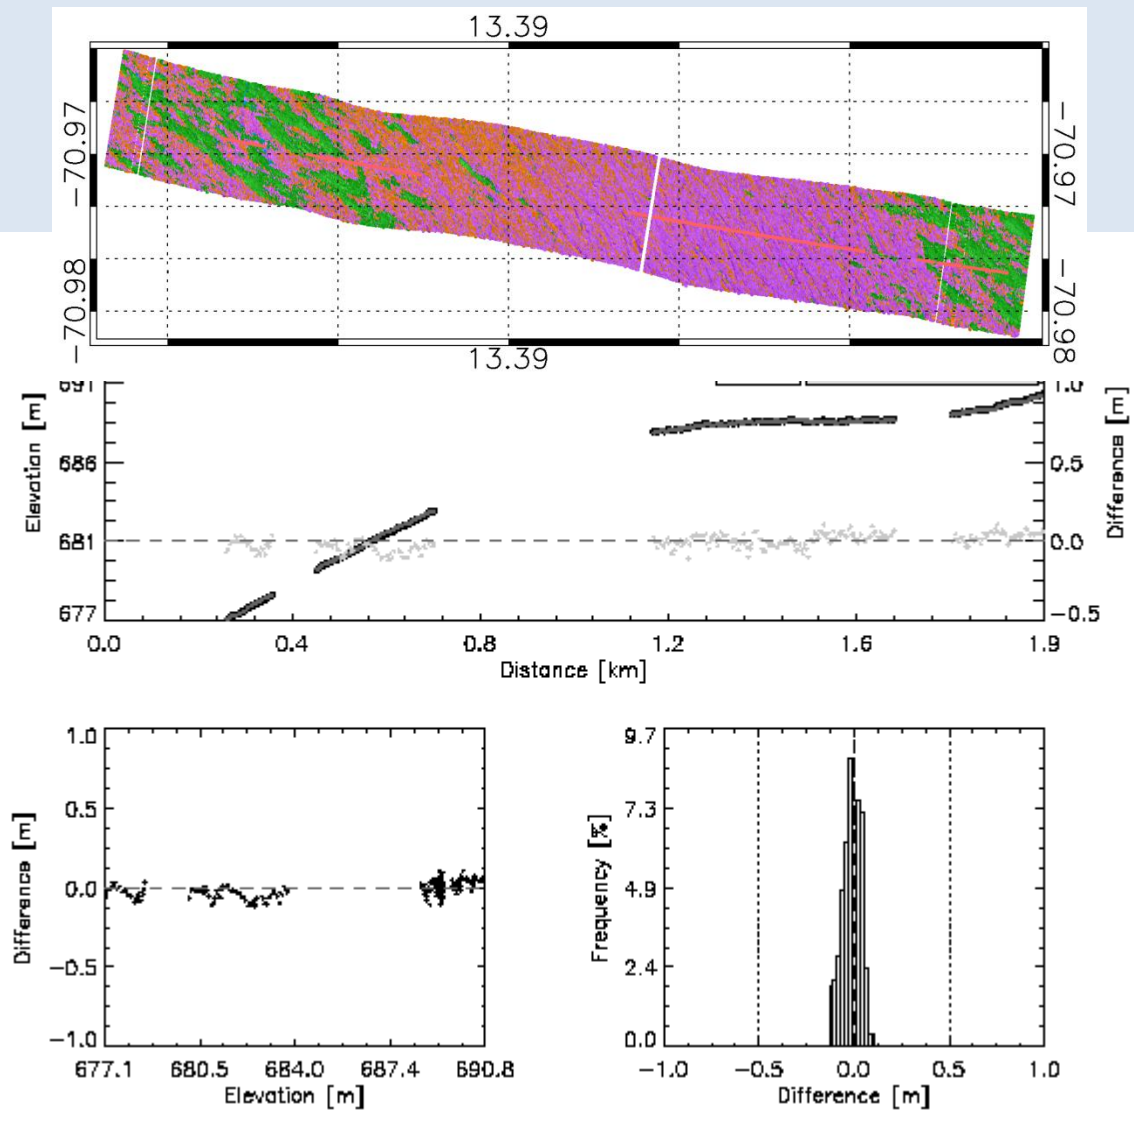 13.39
−70.97
−70.97
−70.98
−70.98
13.39
691
1.0
Elevation [m]
686
0.5
681
0.0
677
−0.5
Difference [m]
0.0 0.4 0.8 1.2 1.6 1.9
Distance [km]
1.0
0.5
0.0
−0.5
−1.0
Difference [m]
677.1 680.5 684.0 687.4 690.8
Elevation [m]
9.7
7.3
4.9
2.4
0.0
Frequency [%]
−1.0 −0.5 0.0 0.5 1.0
Difference [m]